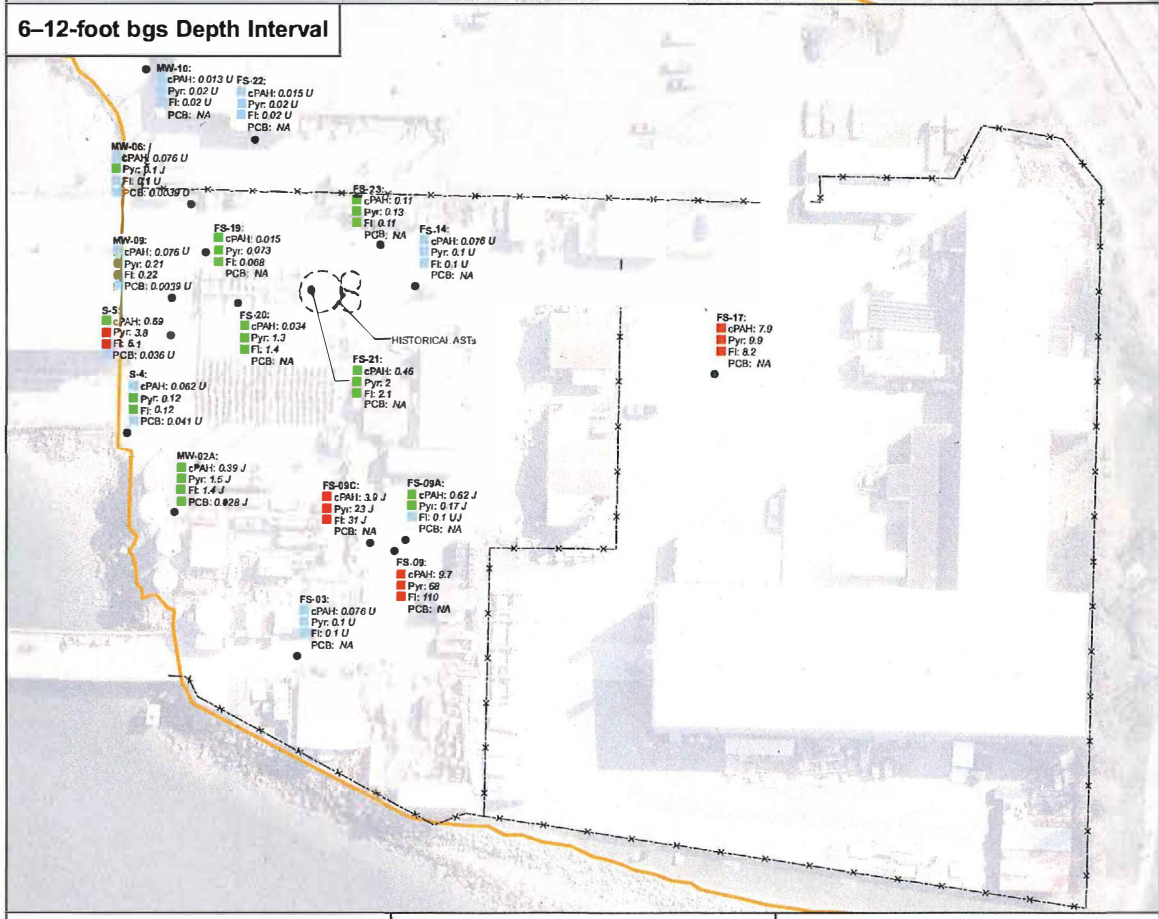 6–12-foot bgs Depth Interval
MW-10:
cPAH: 0.013 U
Pyr: 0.02 U
Fl: 0.02 U
PCB: NA
FS-22:
cPAH: 0.015 U
Pyr: 0.02 U
Fl: 0.02 U
PCB: NA
MW-06:
cPAH: 0.076 U
Pyr: 0.1 J
Fl: 0.1 U
PCB: 0.0039 U
FS-23:
cPAH: 0.11
Pyr: 0.13
Fl: 0.11
PCB: NA
FS-19:
cPAH: 0.015
Pyr: 0.073
Fl: 0.068
PCB: NA
FS-14:
cPAH: 0.076 U
Pyr: 0.1 U
Fl: 0.1 U
PCB: NA
MW-09:
cPAH: 0.076 U
Pyr: 0.21
Fl: 0.22
PCB: 0.0039 U
S-5:
cPAH: 0.69
Pyr: 3.8
Fl: 5.1
PCB: 0.036 U
FS-20:
cPAH: 0.034
Pyr: 1.3
Fl: 1.4
PCB: NA
HISTORICAL ASTs
FS-17:
cPAH: 7.9
Pyr: 9.9
Fl: 8.2
PCB: NA
FS-21:
cPAH: 0.46
Pyr: 2
Fl: 2.1
PCB: NA
S-4:
cPAH: 0.062 U
Pyr: 0.12
Fl: 0.12
PCB: 0.041 U
MW-02A:
cPAH: 0.39 J
Pyr: 1.5 J
Fl: 1.4 J
PCB: 0.028 J
FS-09C:
cPAH: 3.9 J
Pyr: 23 J
Fl: 31 J
PCB: NA
FS-09A:
cPAH: 0.62 J
Pyr: 0.17 J
Fl: 0.1 UJ
PCB: NA
FS-09:
cPAH: 9.7
Pyr: 68
Fl: 110
PCB: NA
FS-03:
cPAH: 0.076 U
Pyr: 0.1 U
Fl: 0.1 U
PCB: NA